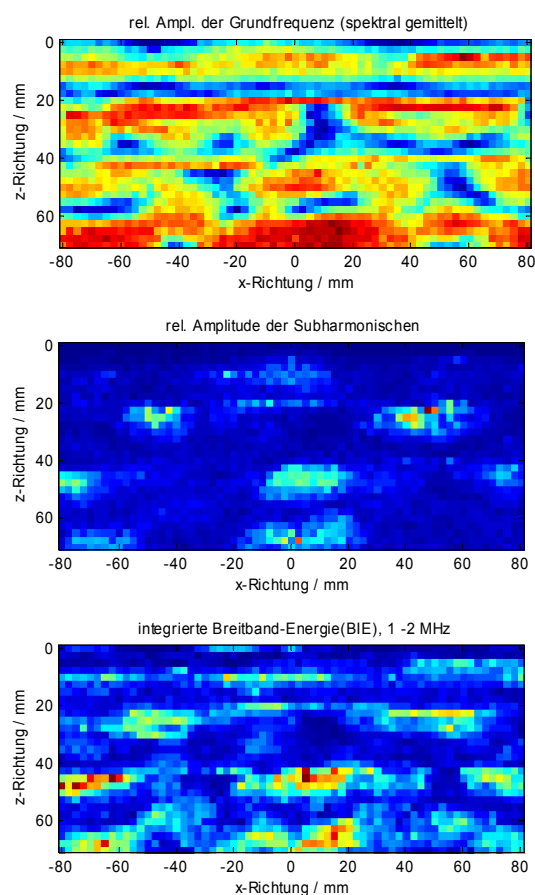 rel. Ampl. der Grundfrequenz (spektral gemittelt)
0
20
40
60
z-Richtung / mm
-80 -60 -40 -20 0 20 40 60 80
x-Richtung / mm
rel. Amplitude der Subharmonischen
0
20
40
60
z-Richtung / mm
-80 -60 -40 -20 0 20 40 60 80
x-Richtung / mm
integrierte Breitband-Energie(BIE), 1 -2 MHz
0
20
40
60
z-Richtung / mm
-80 -60 -40 -20 0 20 40 60 80
x-Richtung / mm